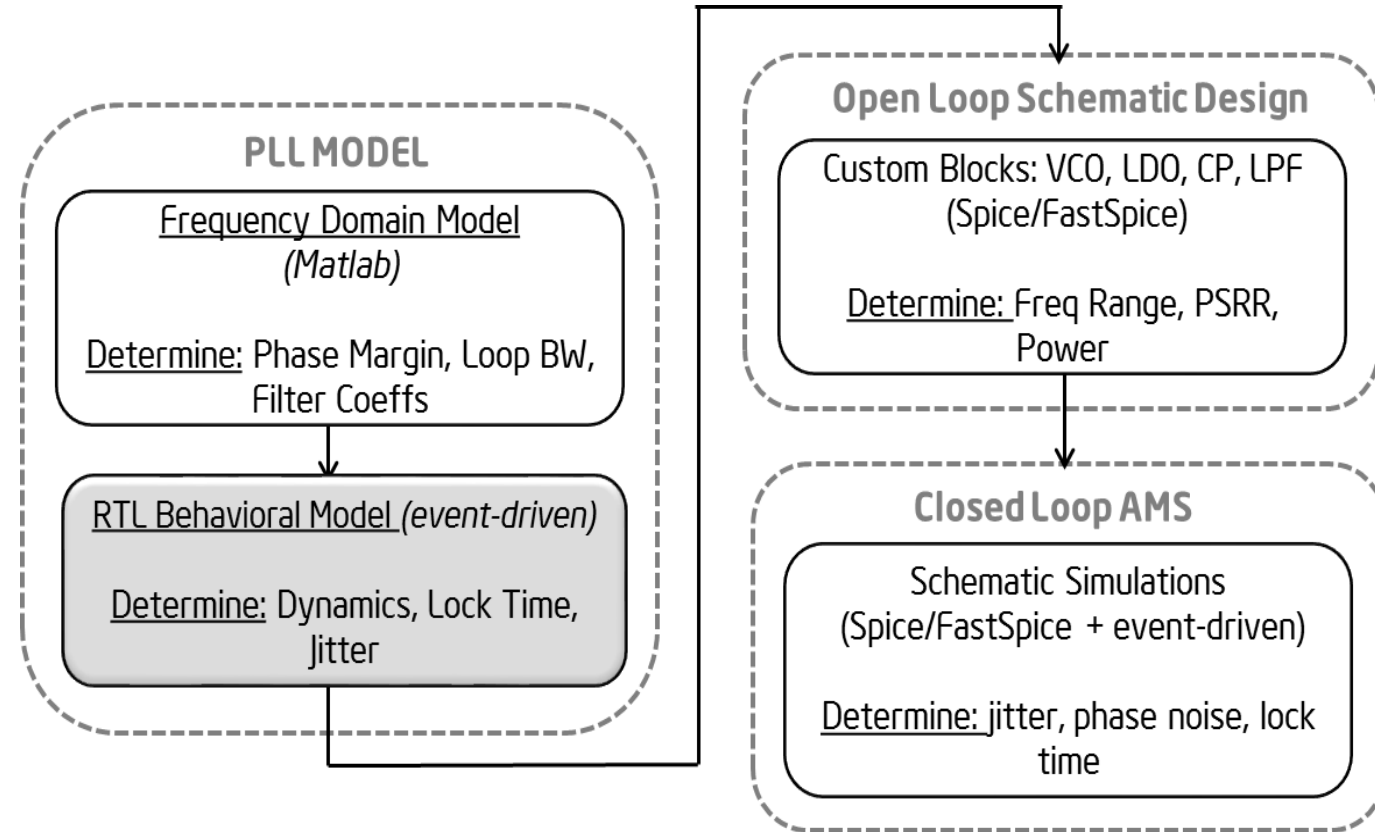 PLL MODEL
Frequency Domain Model
(Matlab)
Determine: Phase Margin, Loop BW,
Filter Coeffs
RTL Behavioral Model (event-driven)
Determine: Dynamics, Lock Time,
Jitter
Open Loop Schematic Design
Custom Blocks: VCO, LDO, CP, LPF
(Spice/FastSpice)
Determine: Freq Range, PSRR,
Power
Closed Loop AMS
Schematic Simulations
(Spice/FastSpice + event-driven)
Determine: jitter, phase noise, lock
time